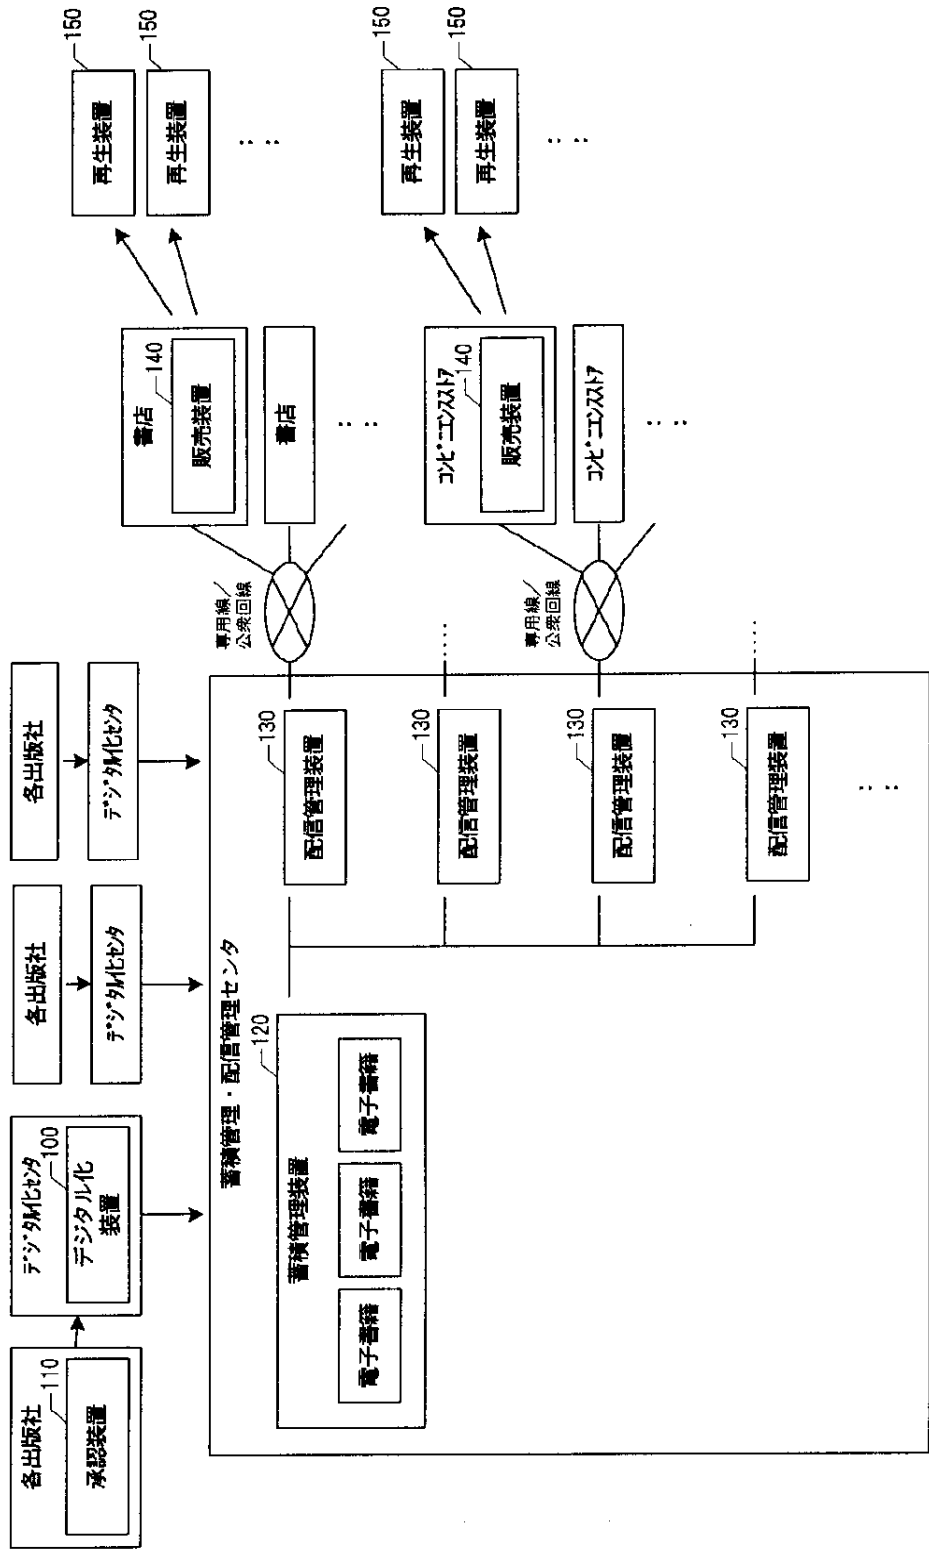 各出版社
110
承認装置
デジタル化センタ
100
デジタル化
装置
各出版社
デジタル化センタ
各出版社
デジタル化センタ
蓄積管理・配信管理センタ
120
蓄積管理装置
電子書籍
電子書籍
電子書籍
130
配信管理装置
130
配信管理装置
130
配信管理装置
130
配信管理装置
専用線／
公衆回線
専用線／
公衆回線
書店
140
販売装置
書店
コンビニエンスストア
140
販売装置
コンビニエンスストア
150
再生装置
150
再生装置
150
再生装置
150
再生装置